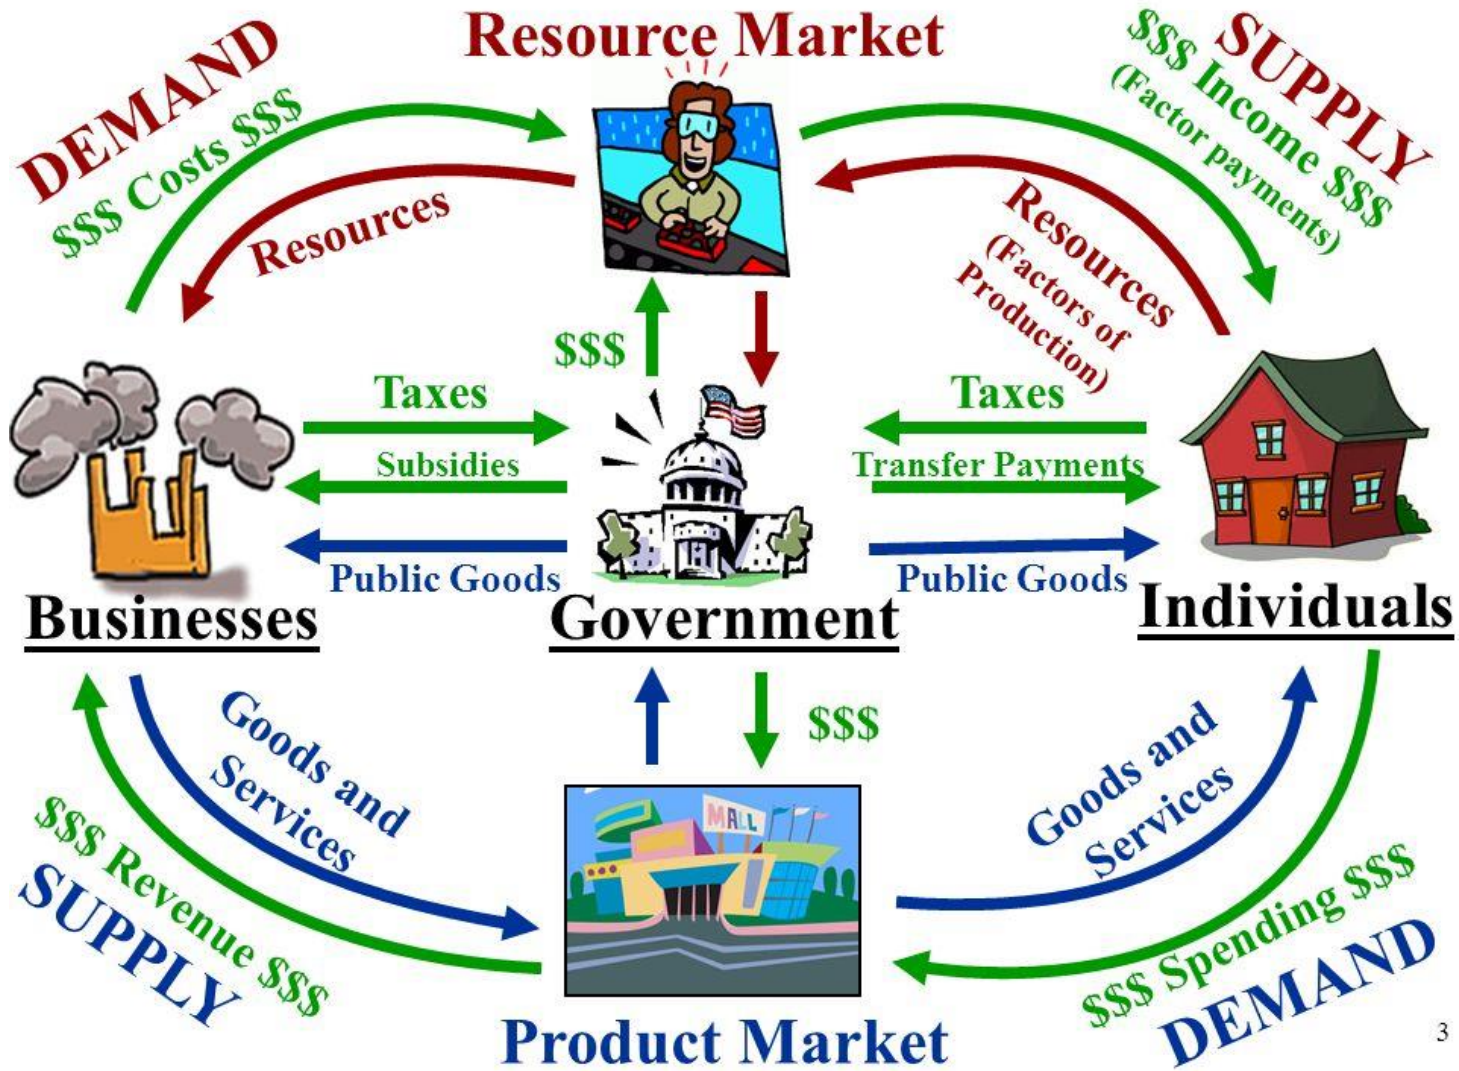 Resource Market
DEMAND
$$$ Costs $$$
Resources
SUPPLY
$$$ Income $$$
(Factor payments)
Resources
(Factors of
Production)
$$$
Taxes
Subsidies
Public Goods
Taxes
Transfer Payments
Public Goods
Businesses
Government
Individuals
Goods and
Services
$$$ Revenue $$$
SUPPLY
$$$
MALL
Goods and
Services
$$$ Spending $$$
DEMAND
Product Market
3